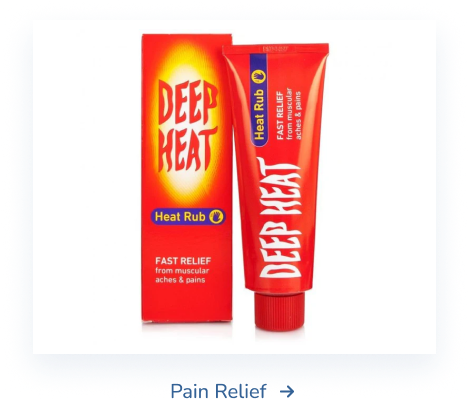 DEEP
HEAT
Heat Rub
FAST RELIEF
from muscular
aches & pains
Heat Rub
FAST RELIEF
from muscular
aches & pains
DEEP HEAT
Pain Relief →